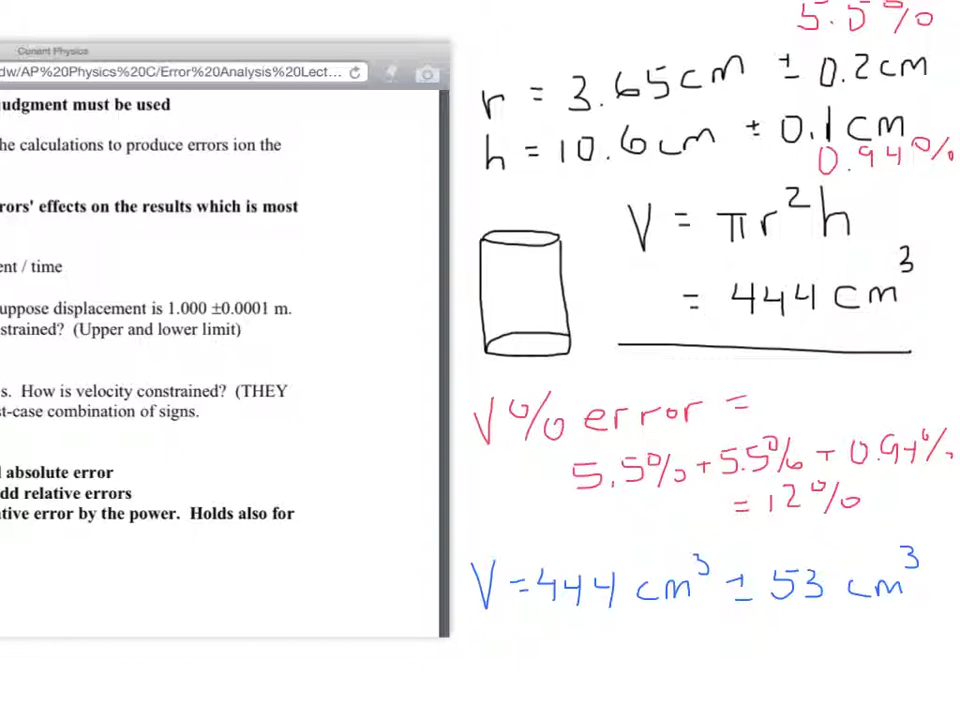 Conant Physics
dw/AP%20Physics%20C/Error%20Analysis%20Lect...
judgment must be used
he calculations to produce errors ion the
rors' effects on the results which is most
ent / time
uppose displacement is 1.000 ±0.0001 m.
strained? (Upper and lower limit)
s. How is velocity constrained? (THEY
st-case combination of signs.
l absolute error
dd relative errors
tive error by the power. Holds also for
5.5%
r = 3.65cm ± 0.2cm
h = 10.6cm ± 0.1cm
0.94%
V = πr²h
= 444 cm³
V % error =
5.5% + 5.5% + 0.94%
= 12%
V = 444 cm³ ± 53 cm³